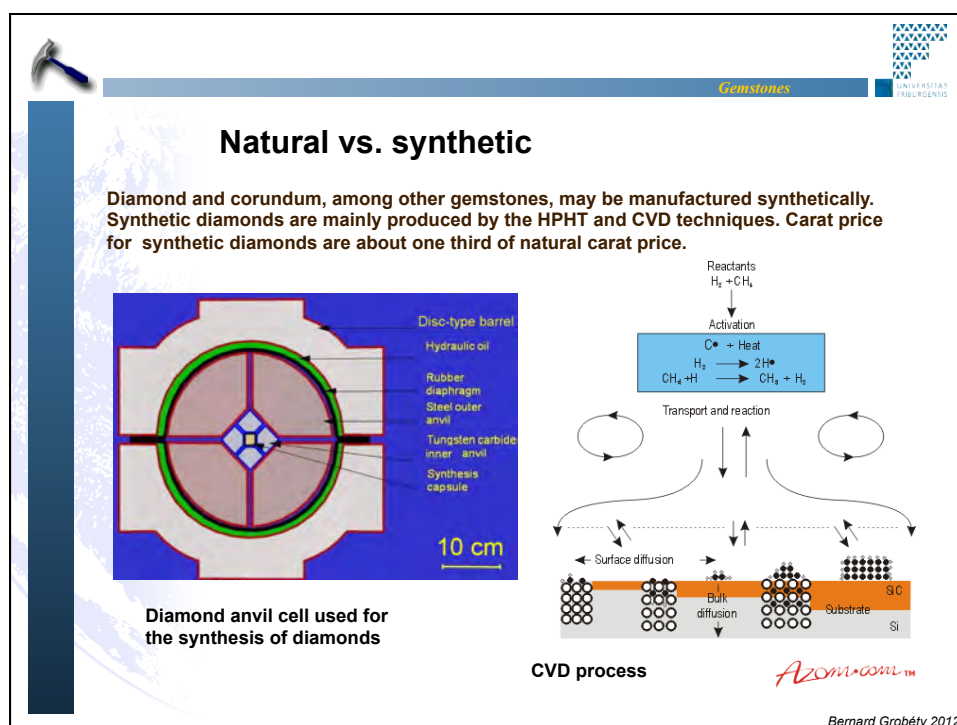 Gemstones
UNIVERSITAS
FRIBURGENSIS
Natural vs. synthetic
Diamond and corundum, among other gemstones, may be manufactured synthetically.
Synthetic diamonds are mainly produced by the HPHT and CVD techniques. Carat price
for synthetic diamonds are about one third of natural carat price.
Disc-type barrel
Hydraulic oil
Rubber
diaphragm
Steel outer
anvil
Tungsten carbide
inner anvil
Synthesis
capsule
10 cm
Diamond anvil cell used for
the synthesis of diamonds
Reactants
H₂ +CH₄
Activation
C• + Heat
H₂ → 2H•
CH₄ +H → CH₃ + H₂
Transport and reaction
Surface diffusion
Bulk
diffusion
SiC
Substrate
Si
CVD process
Azom.com™
Bernard Grobéty 2012